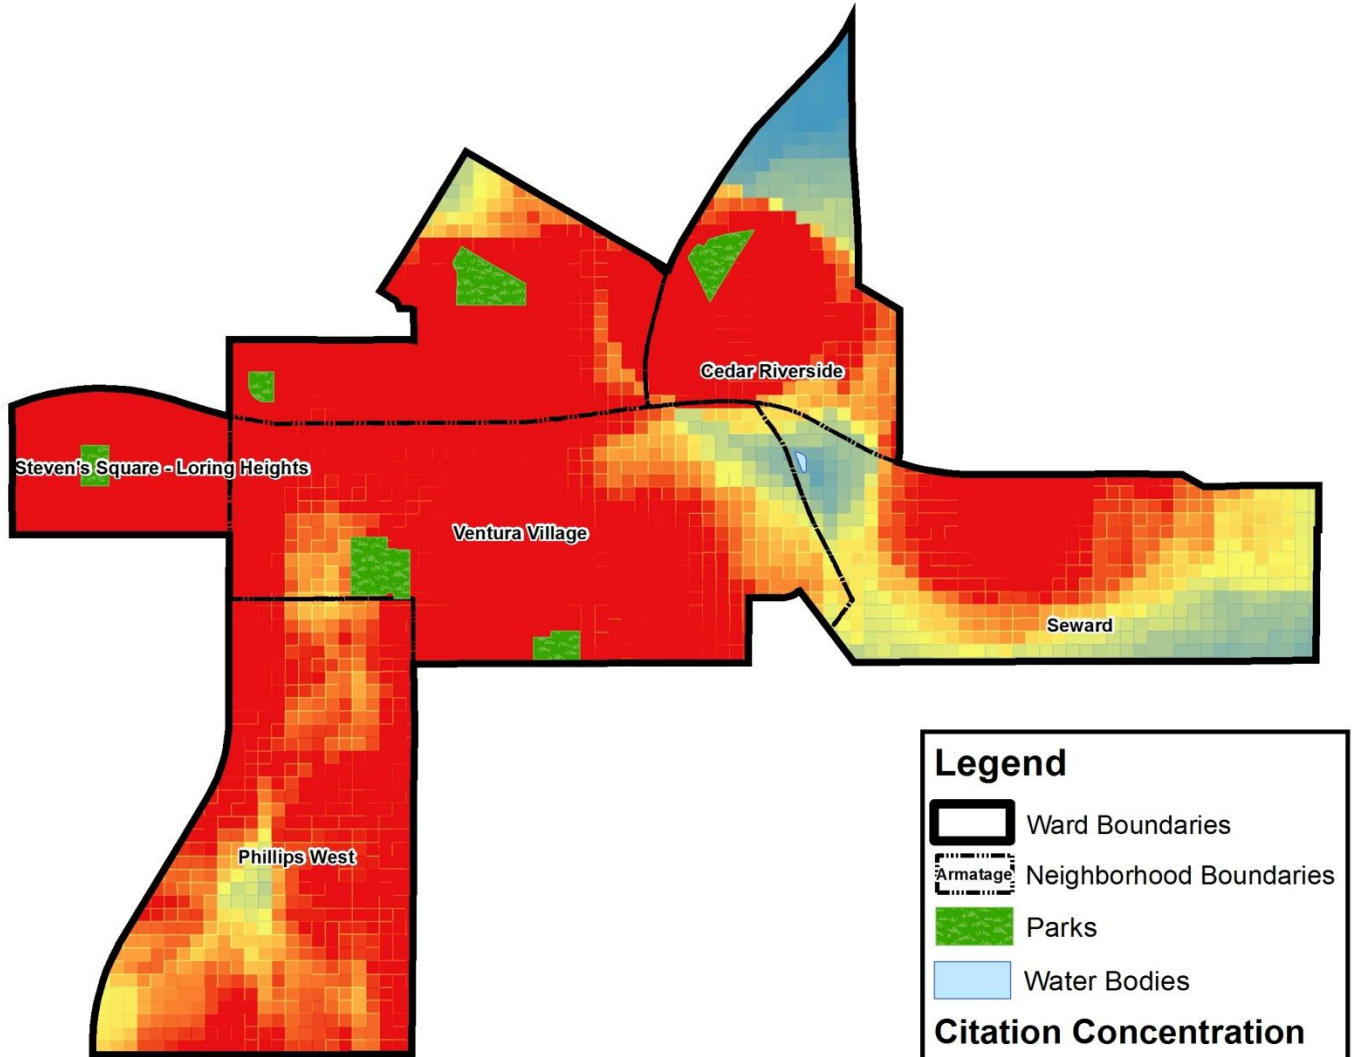 Cedar Riverside
Steven's Square - Loring Heights
Ventura Village
Seward
Phillips West
Legend
Ward Boundaries
Armatage Neighborhood Boundaries
Parks
Water Bodies
Citation Concentration